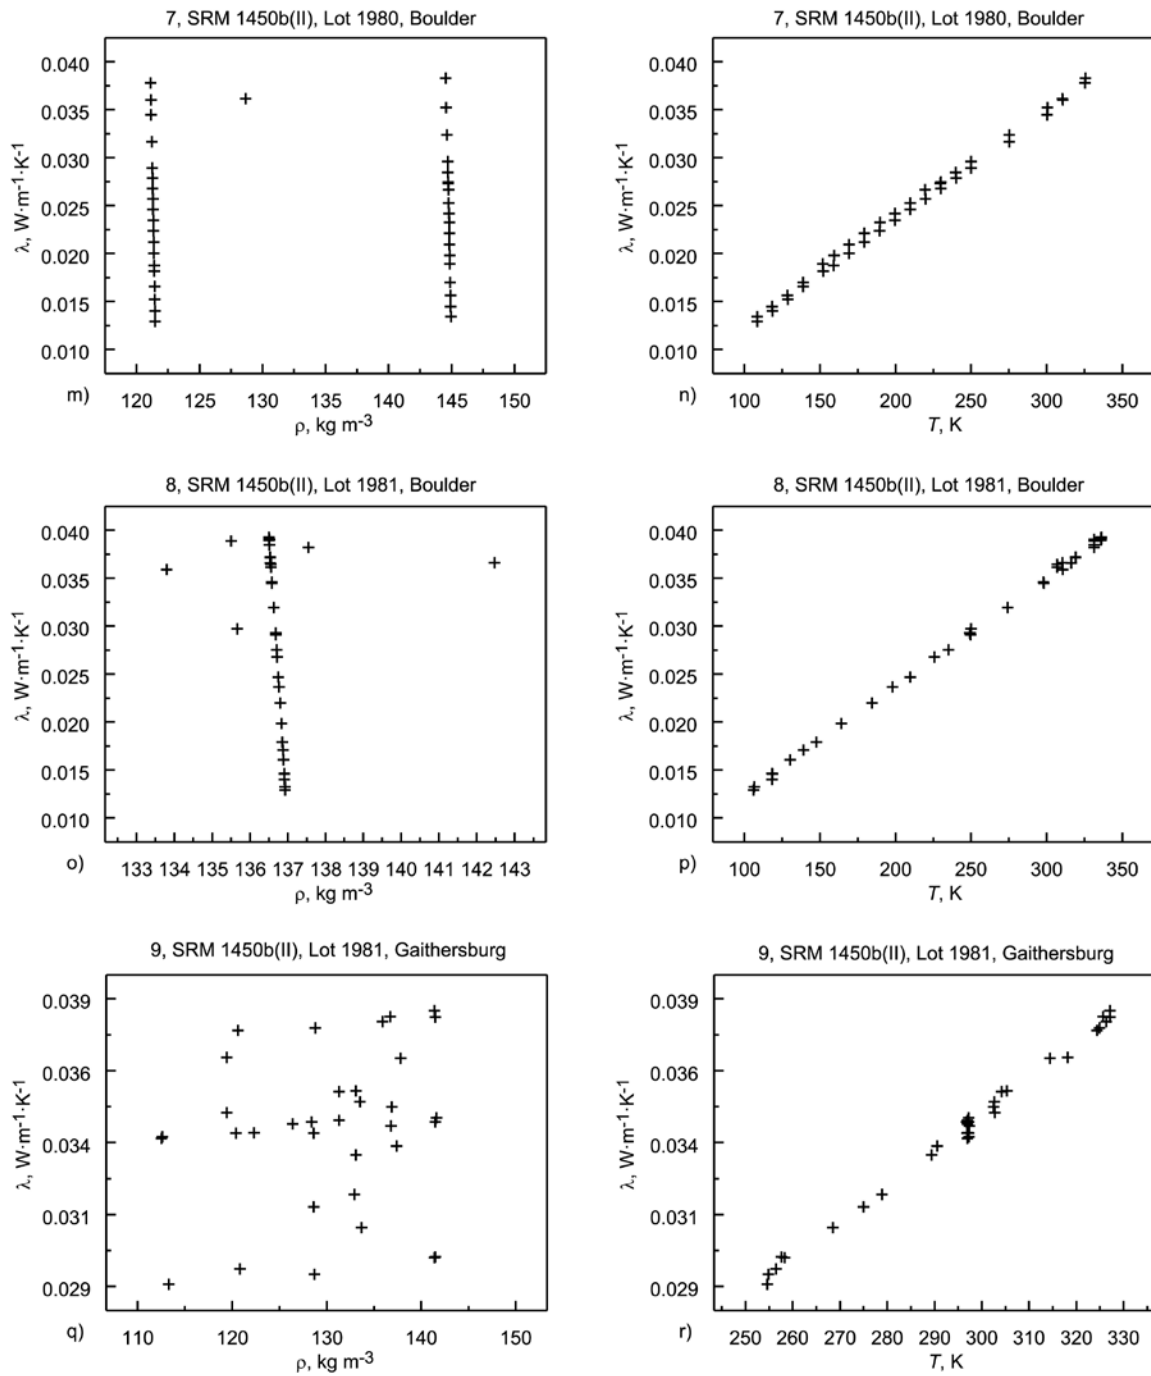 7, SRM 1450b(II), Lot 1980, Boulder
0.040
0.035
0.030
0.025
0.020
0.015
0.010
λ, W·m-1·K-1
m)
120 125 130 135 140 145 150
ρ, kg m-3
7, SRM 1450b(II), Lot 1980, Boulder
0.040
0.035
0.030
0.025
0.020
0.015
0.010
λ, W·m-1·K-1
n)
100 150 200 250 300 350
T, K
8, SRM 1450b(II), Lot 1981, Boulder
0.040
0.035
0.030
0.025
0.020
0.015
0.010
λ, W·m-1·K-1
o)
133 134 135 136 137 138 139 140 141 142 143
ρ, kg m-3
8, SRM 1450b(II), Lot 1981, Boulder
0.040
0.035
0.030
0.025
0.020
0.015
0.010
λ, W·m-1·K-1
p)
100 150 200 250 300 350
T, K
9, SRM 1450b(II), Lot 1981, Gaithersburg
0.039
0.036
0.034
0.031
0.029
λ, W·m-1·K-1
q)
110 120 130 140 150
ρ, kg m-3
9, SRM 1450b(II), Lot 1981, Gaithersburg
0.039
0.036
0.034
0.031
0.029
λ, W·m-1·K-1
r)
250 260 270 280 290 300 310 320 330
T, K